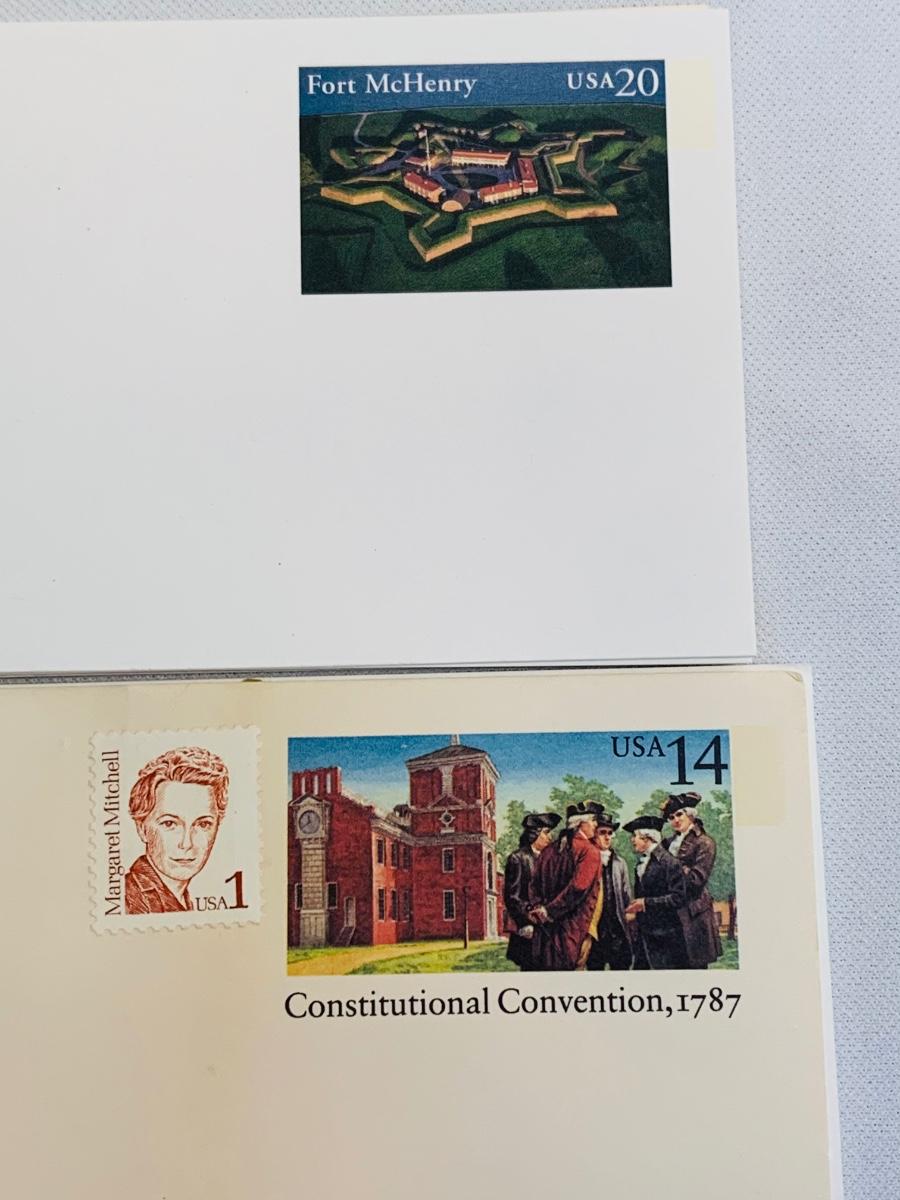 Fort McHenry USA20
Margaret Mitchell
USA1
USA14
Constitutional Convention, 1787